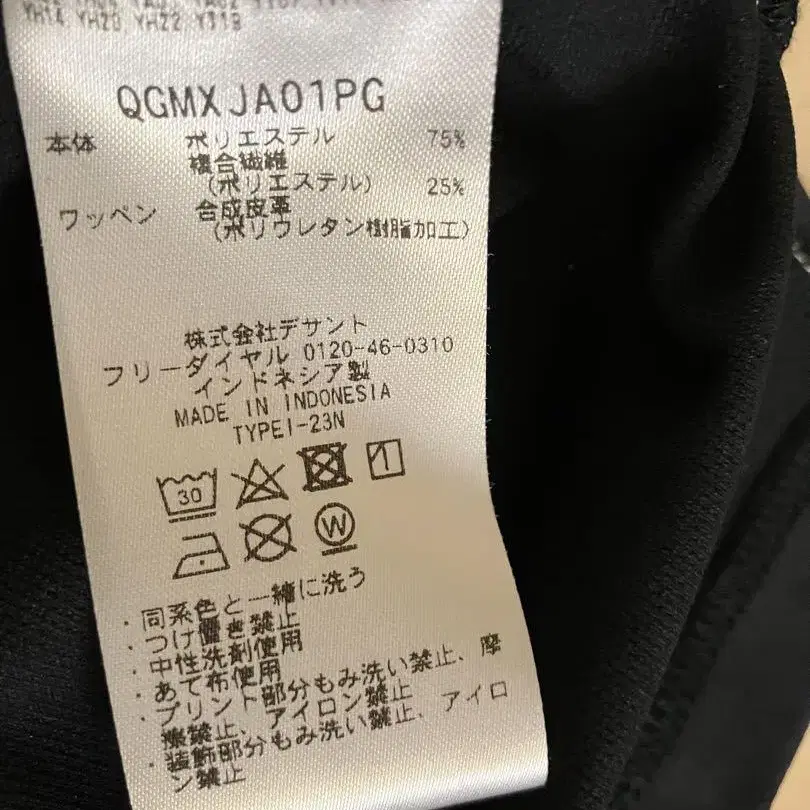 YH14, YH20, YH22, Y319
QGMXJA01PG
本体 ポリエステル 75%
複合繊維
(ポリエステル) 25%
ワッペン 合成皮革
(ポリウレタン樹脂加工)
株式会社デサント
フリーダイヤル 0120-46-0310
インドネシア製
MADE IN INDONESIA
TYPEI-23N
30
W
・同系色と一緒に洗う
・つけ置き禁止
・中性洗剤使用
・あて布使用
・プリント部分もみ洗い禁止、摩
擦禁止、アイロン禁止
・装飾部分もみ洗い禁止、アイロ
ン禁止